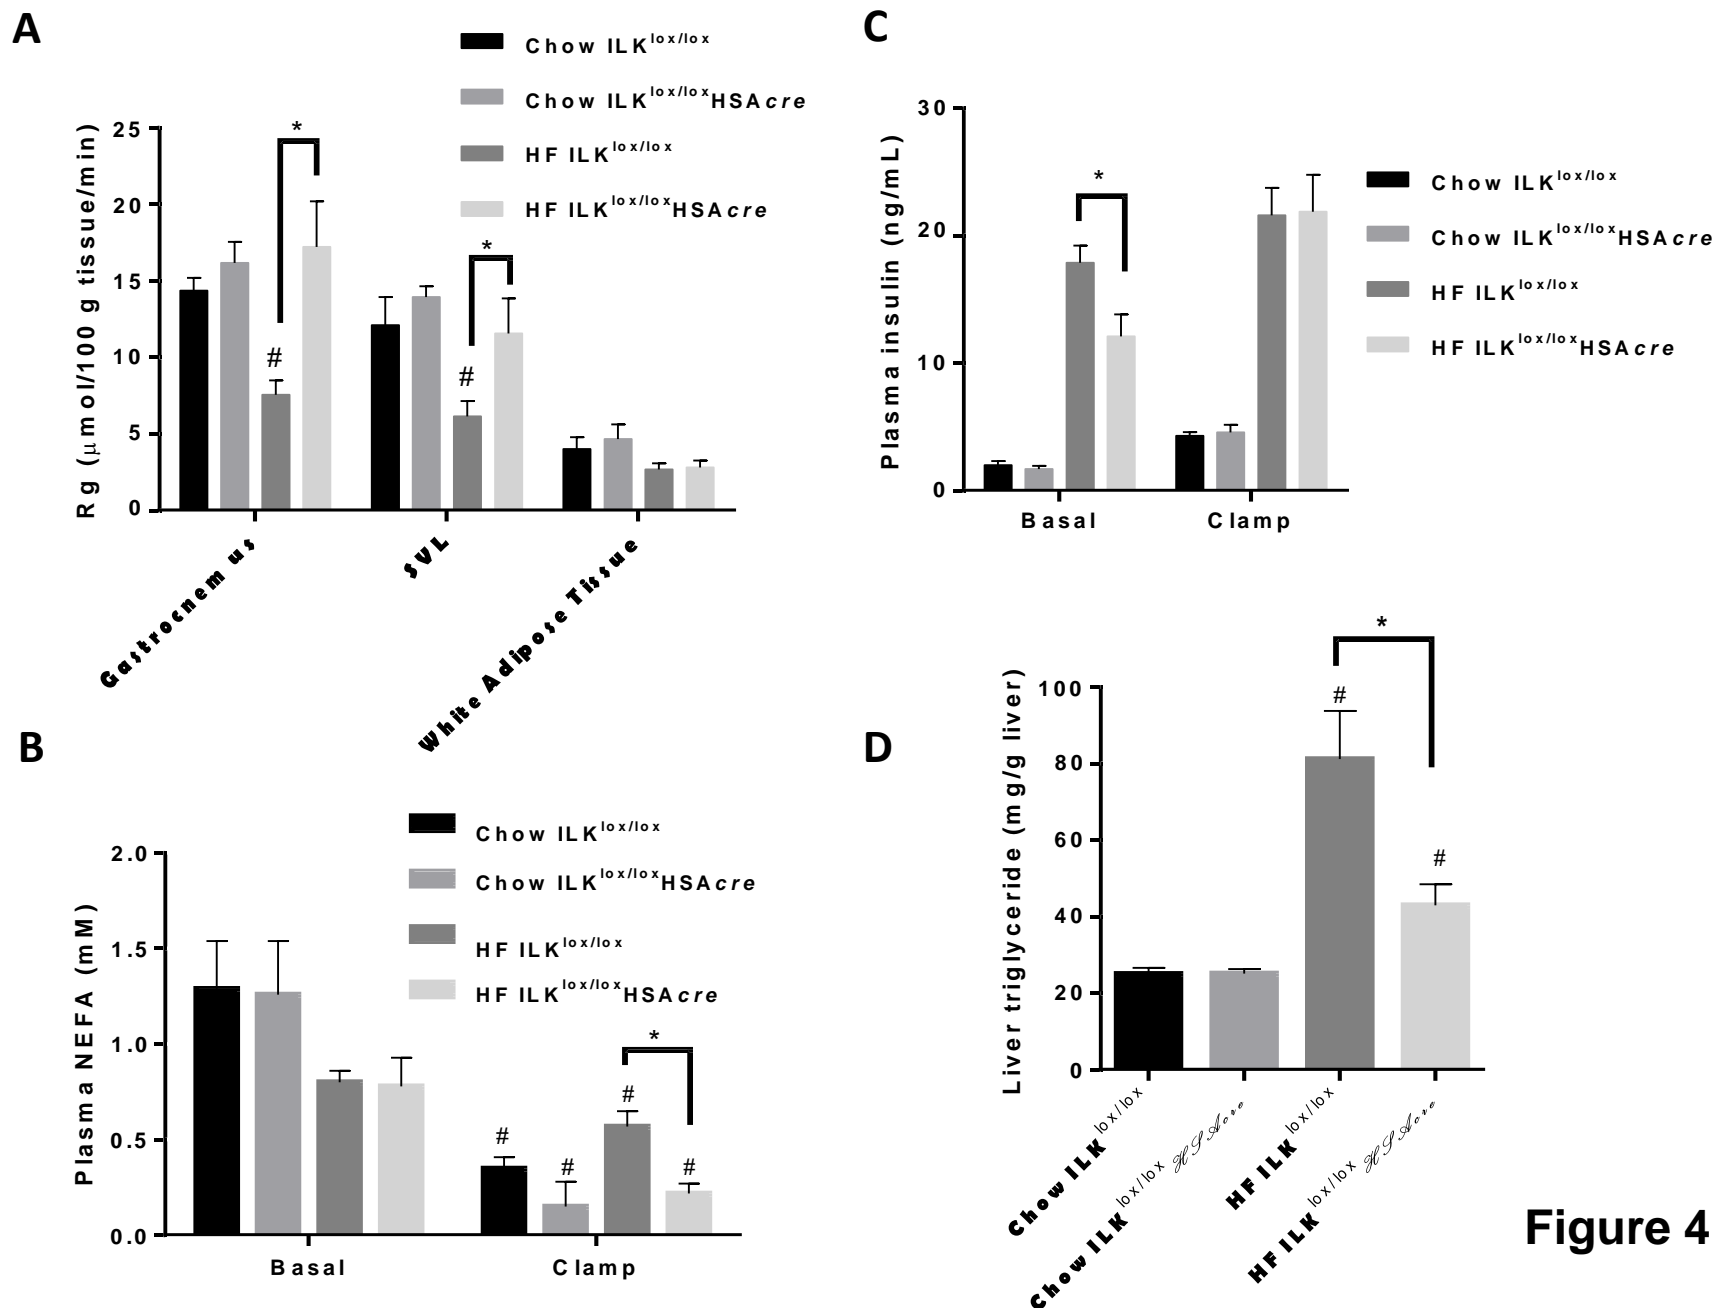 A
Chow ILK^lox/lox
Chow ILK^lox/lox HSAcre
HF ILK^lox/lox
HF ILK^lox/lox HSAcre
Rg (µmol/100 g tissue/min)
25
20
15
10
5
0
*
*
#
#
Gastrocnemus
SVL
White Adipose Tissue
B
Chow ILK^lox/lox
Chow ILK^lox/lox HSAcre
HF ILK^lox/lox
HF ILK^lox/lox HSAcre
Plasma NEFA (mM)
2.0
1.5
1.0
0.5
0.0
*
#
#
#
#
Basal
Clamp
C
Plasma insulin (ng/mL)
30
20
10
0
*
Basal
Clamp
Chow ILK^lox/lox
Chow ILK^lox/lox HSAcre
HF ILK^lox/lox
HF ILK^lox/lox HSAcre
D
Liver triglyceride (mg/g liver)
100
80
60
40
20
0
*
#
#
Chow ILK^lox/lox
Chow ILK^lox/lox HSAcre
HF ILK^lox/lox
HF ILK^lox/lox HSAcre
Figure 4